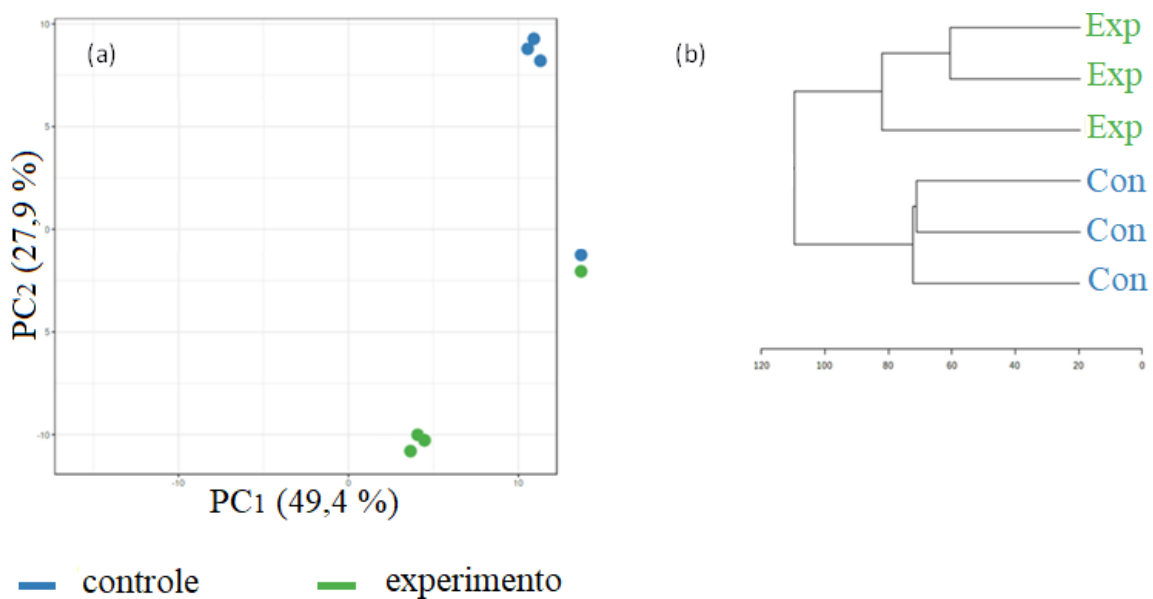 (a)
10
5
0
5
-10
PC2 (27,9 %)
-10
0
10
PC1 (49,4 %)
controle
experimento
(b)
Exp
Exp
Exp
Con
Con
Con
120
100
80
60
40
20
0